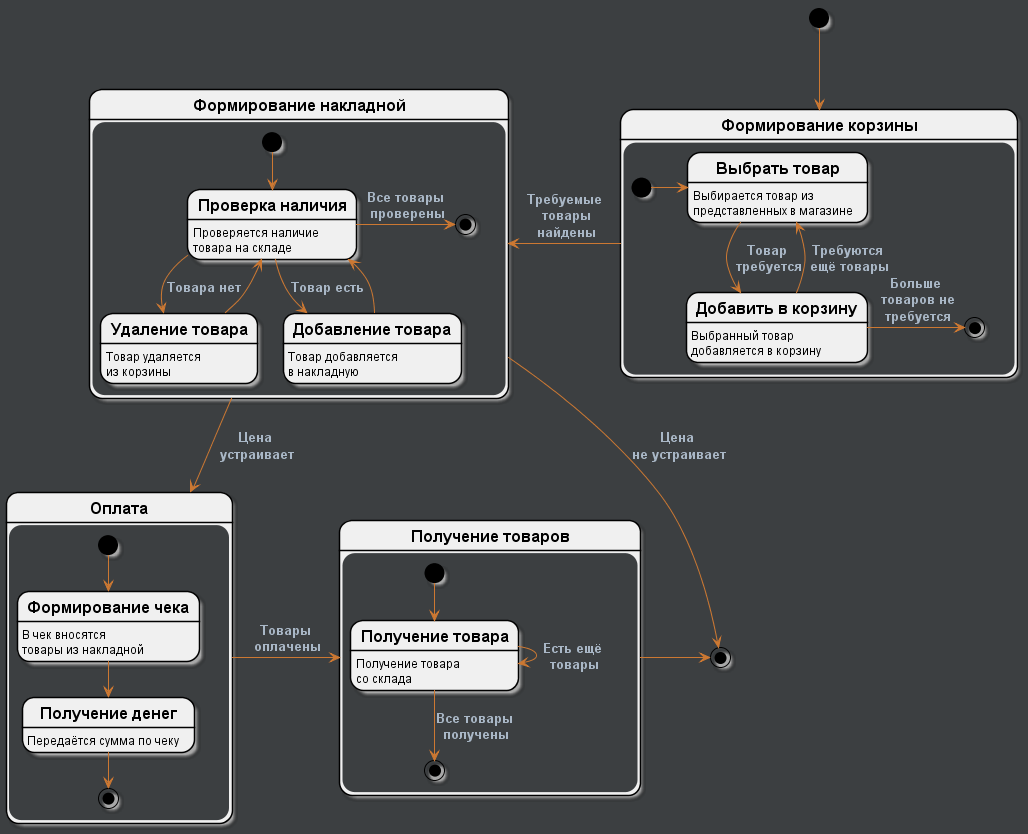 Формирование накладной
Проверка наличия
Проверяется наличие
товара на складе
Все товары
проверены
Товара нет
Товар есть
Удаление товара
Товар удаляется
из корзины
Добавление товара
Товар добавляется
в накладную
Требуемые
товары
найдены
Формирование корзины
Выбрать товар
Выбирается товар из
представленных в магазине
Товар
требуется
Требуются
ещё товары
Добавить в корзину
Выбранный товар
добавляется в корзину
Больше
товаров не
требуется
Цена
устраивает
Цена
не устраивает
Оплата
Формирование чека
В чек вносятся
товары из накладной
Получение денег
Передаётся сумма по чеку
Товары
оплачены
Получение товаров
Получение товара
Получение товара
со склада
Есть ещё
товары
Все товары
получены